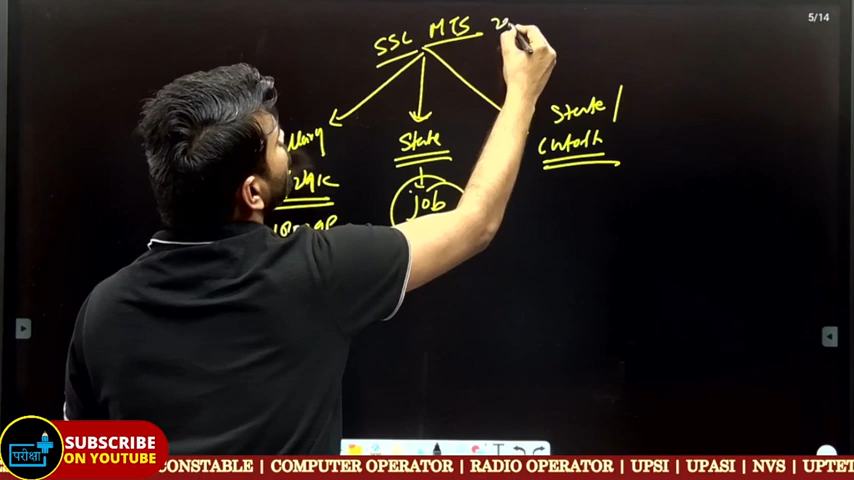 5/14
SSC MTS 20
State
job
State/
Cutoff
परीक्षा
SUBSCRIBE
ON YOUTUBE
CONSTABLE | COMPUTER OPERATOR | RADIO OPERATOR | UPSI | UPASI | NVS | UPTET